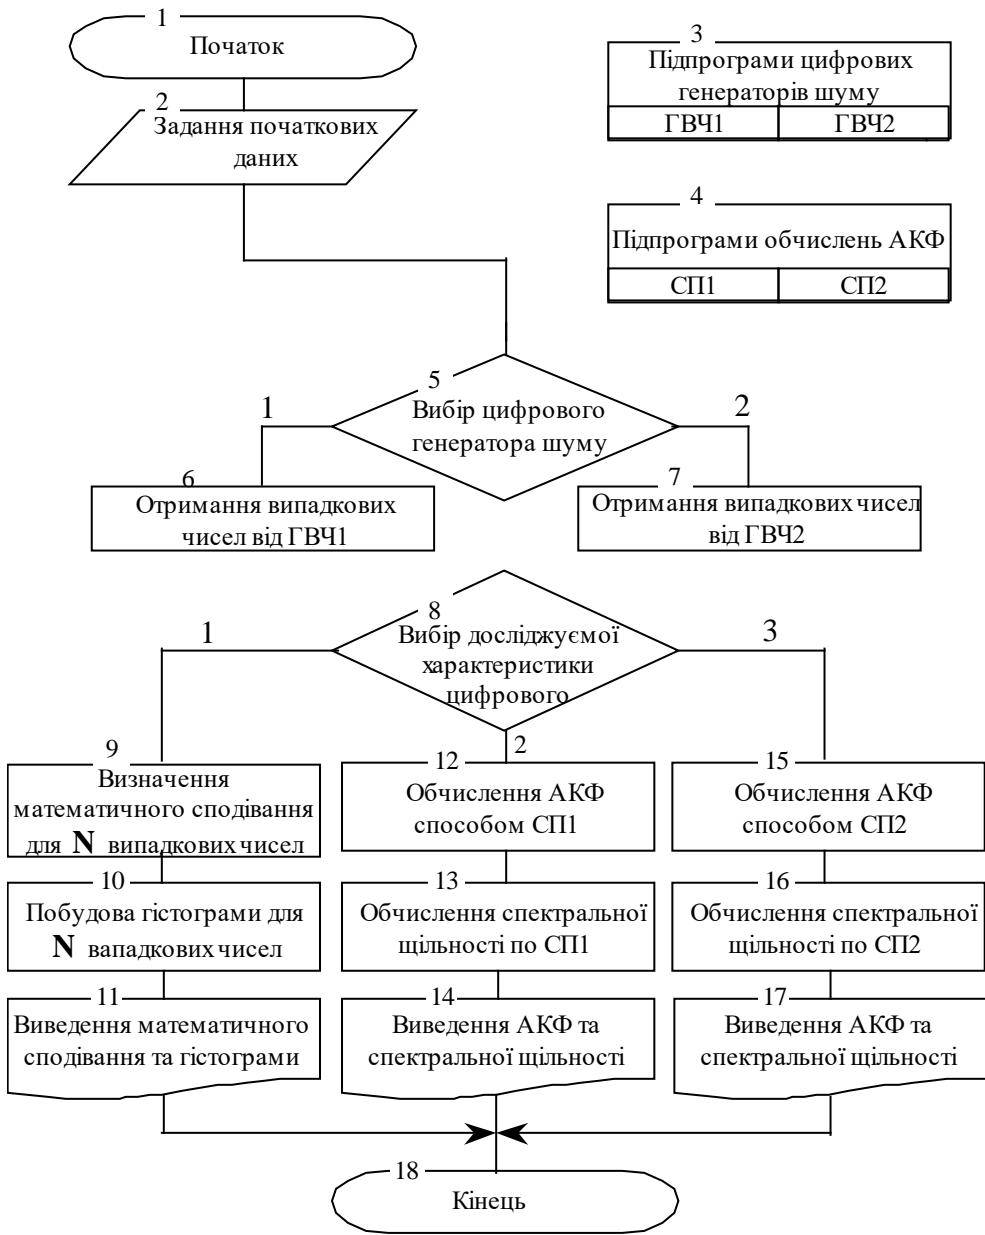 1
Початок
2
Задання початкових
даних
3
Підпрограми цифрових
генераторів шуму
ГВЧ1 ГВЧ2
4
Підпрограми обчислень АКФ
СП1 СП2
5
Вибір цифрового
генератора шуму
1
2
6
Отримання випадкових
чисел від ГВЧ1
7
Отримання випадкових чисел
від ГВЧ2
8
Вибір досліджуємої
характеристики
цифрового
1
2
3
9
Визначення
математичного сподівання
для N випадкових чисел
10
Побудова гістограми для
N вападкових чисел
11
Виведення математичного
сподівання та гістограми
12
Обчислення АКФ
способом СП1
13
Обчислення спектральної
щільності по СП1
14
Виведення АКФ та
спектральної щільності
15
Обчислення АКФ
способом СП2
16
Обчислення спектральної
щільності по СП2
17
Виведення АКФ та
спектральної щільності
18
Кінець